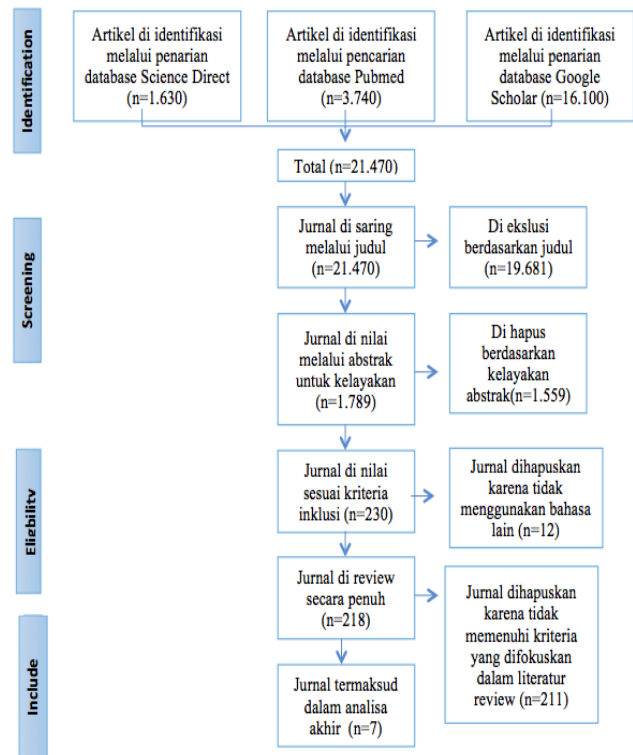 Identification
Artikel di identifikasi
melalui penarian
database Science Direct
(n=1.630)
Artikel di identifikasi
melalui pencarian
database Pubmed
(n=3.740)
Artikel di identifikasi
melalui penarian
database Google
Scholar (n=16.100)
Total (n=21.470)
Screening
Jurnal di saring
melalui judul
(n=21.470)
Di ekslusi
berdasarkan judul
(n=19.681)
Jurnal di nilai
melalui abstrak
untuk kelayakan
(n=1.789)
Di hapus
berdasarkan
kelayakan
abstrak(n=1.559)
Eligbility
Jurnal di nilai
sesuai kriteria
inklusi (n=230)
Jurnal dihapuskan
karena tidak
menggunakan bahasa
lain (n=12)
Jurnal di review
secara penuh
(n=218)
Jurnal dihapuskan
karena tidak
memenuhi kriteria
yang difokuskan
dalam literatur
review (n=211)
Include
Jurnal termaksud
dalam analisa
akhir (n=7)